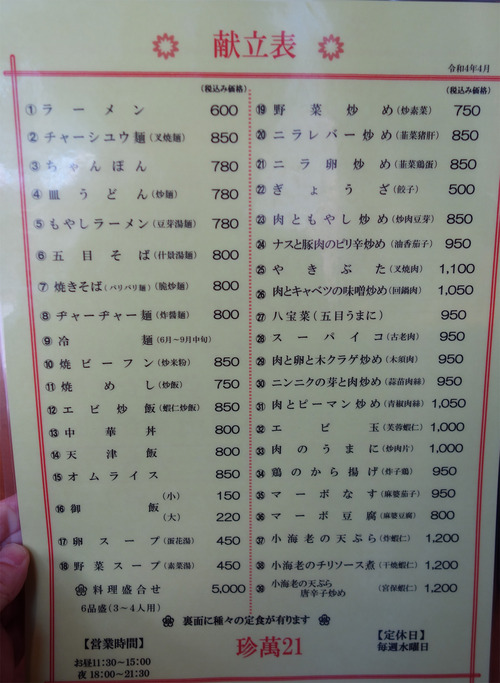 献立表
令和4年4月
(税込み価格)
①ラーメン 600
②チャーシュウ麺(叉焼麺) 850
③ちゃんぽん 780
④皿うどん(炒麺) 780
⑤もやしラーメン(豆芽湯麺) 780
⑥五目そば(什景湯麺) 800
⑦焼きそば(パリパリ麺)(脆炒麺) 800
⑧チャーチャー麺(炸醤麺) 800
⑨冷麺(6月～9月中旬)
⑩焼ビーフン(炒米粉) 850
⑪焼めし(炒飯) 750
⑫エビ炒飯(蝦仁炒飯) 850
⑬中華丼 800
⑭天津飯 800
⑮オムライス 850
⑯御飯 (小) 150
(大) 220
⑰卵スープ(蛋花湯) 450
⑱野菜スープ(素菜湯) 450
料理盛合せ 5,000
6品盛(3～4人用)
(税込み価格)
⑲野菜炒め(炒素菜) 750
⑳ニラレバー炒め(韮菜猪肝) 850
㉑ニラ卵炒め(韮菜鶏蛋) 850
㉒ぎょうざ(餃子) 500
㉓肉ともやし炒め(炒肉豆芽) 850
㉔ナスと豚肉のピリ辛炒め(油香茄子) 950
㉕やきぶた(叉焼肉) 1,100
㉖肉とキャベツの味噌炒め(回鍋肉) 1,050
㉗八宝菜(五目うまに) 950
㉘スーパイコ(古老肉) 950
㉙肉と卵と木クラゲ炒め(木須肉) 950
㉚ニンニクの芽と肉炒め(蒜苗肉絲) 950
㉛肉とピーマン炒め(青椒肉絲) 1,050
㉜エビ玉(芙蓉蝦仁) 1,000
㉝肉のうまに(炒肉片) 1,000
㉞鶏のから揚げ(炸子鶏) 950
㉟マーボなす(麻婆茄子) 950
㊱マーボ豆腐(麻婆豆腐) 800
㊲小海老の天ぷら(炸蝦仁) 1,200
㊳小海老のチリソース煮(干焼蝦仁) 1,200
㊴小海老の天ぷら
唐辛子炒め(宮保蝦仁) 1,200
裏面に種々の定食が有ります
【営業時間】
お昼11:30～15:00
夜 18:00～21:30
珍萬21
【定休日】
毎週水曜日